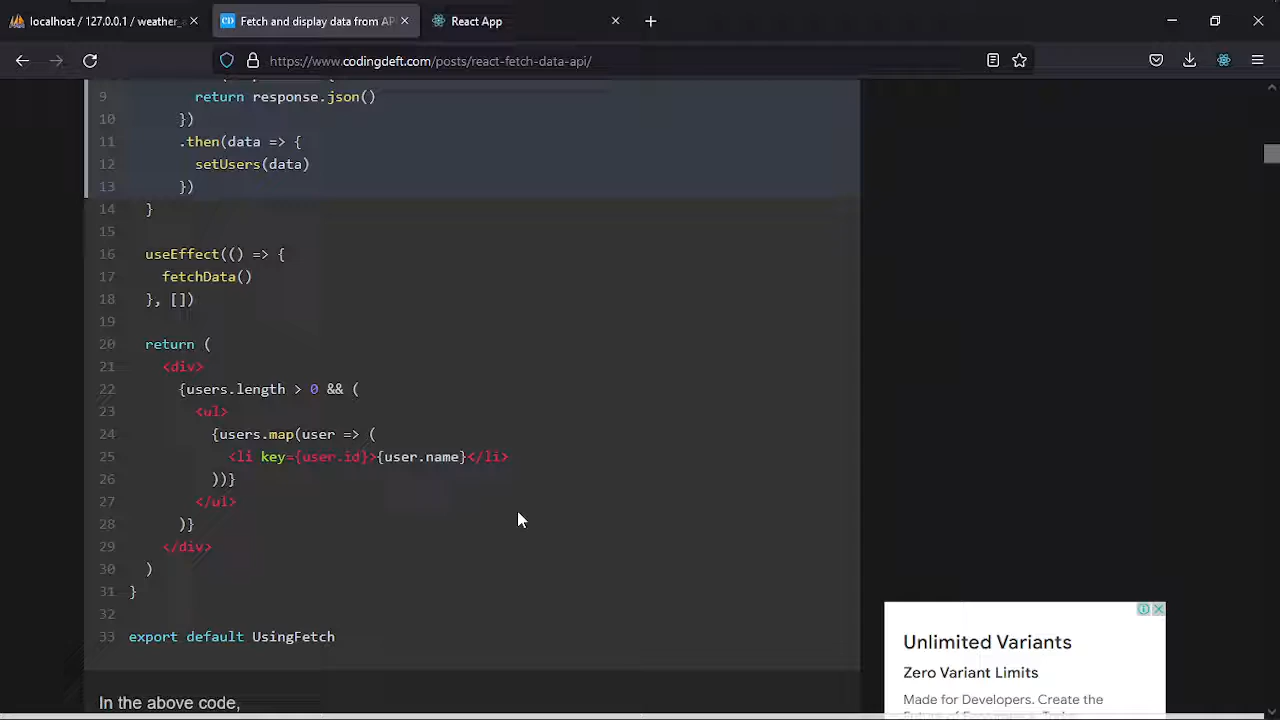 localhost / 127.0.0.1 / weather_
Fetch and display data from AP
React App
https://www.codingdeft.com/posts/react-fetch-data-api/
9 return response.json()
10 })
11 .then(data => {
12 setUsers(data)
13 })
14 }
15
16 useEffect(() => {
17 fetchData()
18 }, [])
19
20 return (
21 <div>
22 {users.length > 0 && (
23 <ul>
24 {users.map(user => (
25 <li key={user.id}>{user.name}</li>
26 ))}
27 </ul>
28 )}
29 </div>
30 )
31 }
32
33 export default UsingFetch
In the above code,
Unlimited Variants
Zero Variant Limits
Made for Developers. Create the